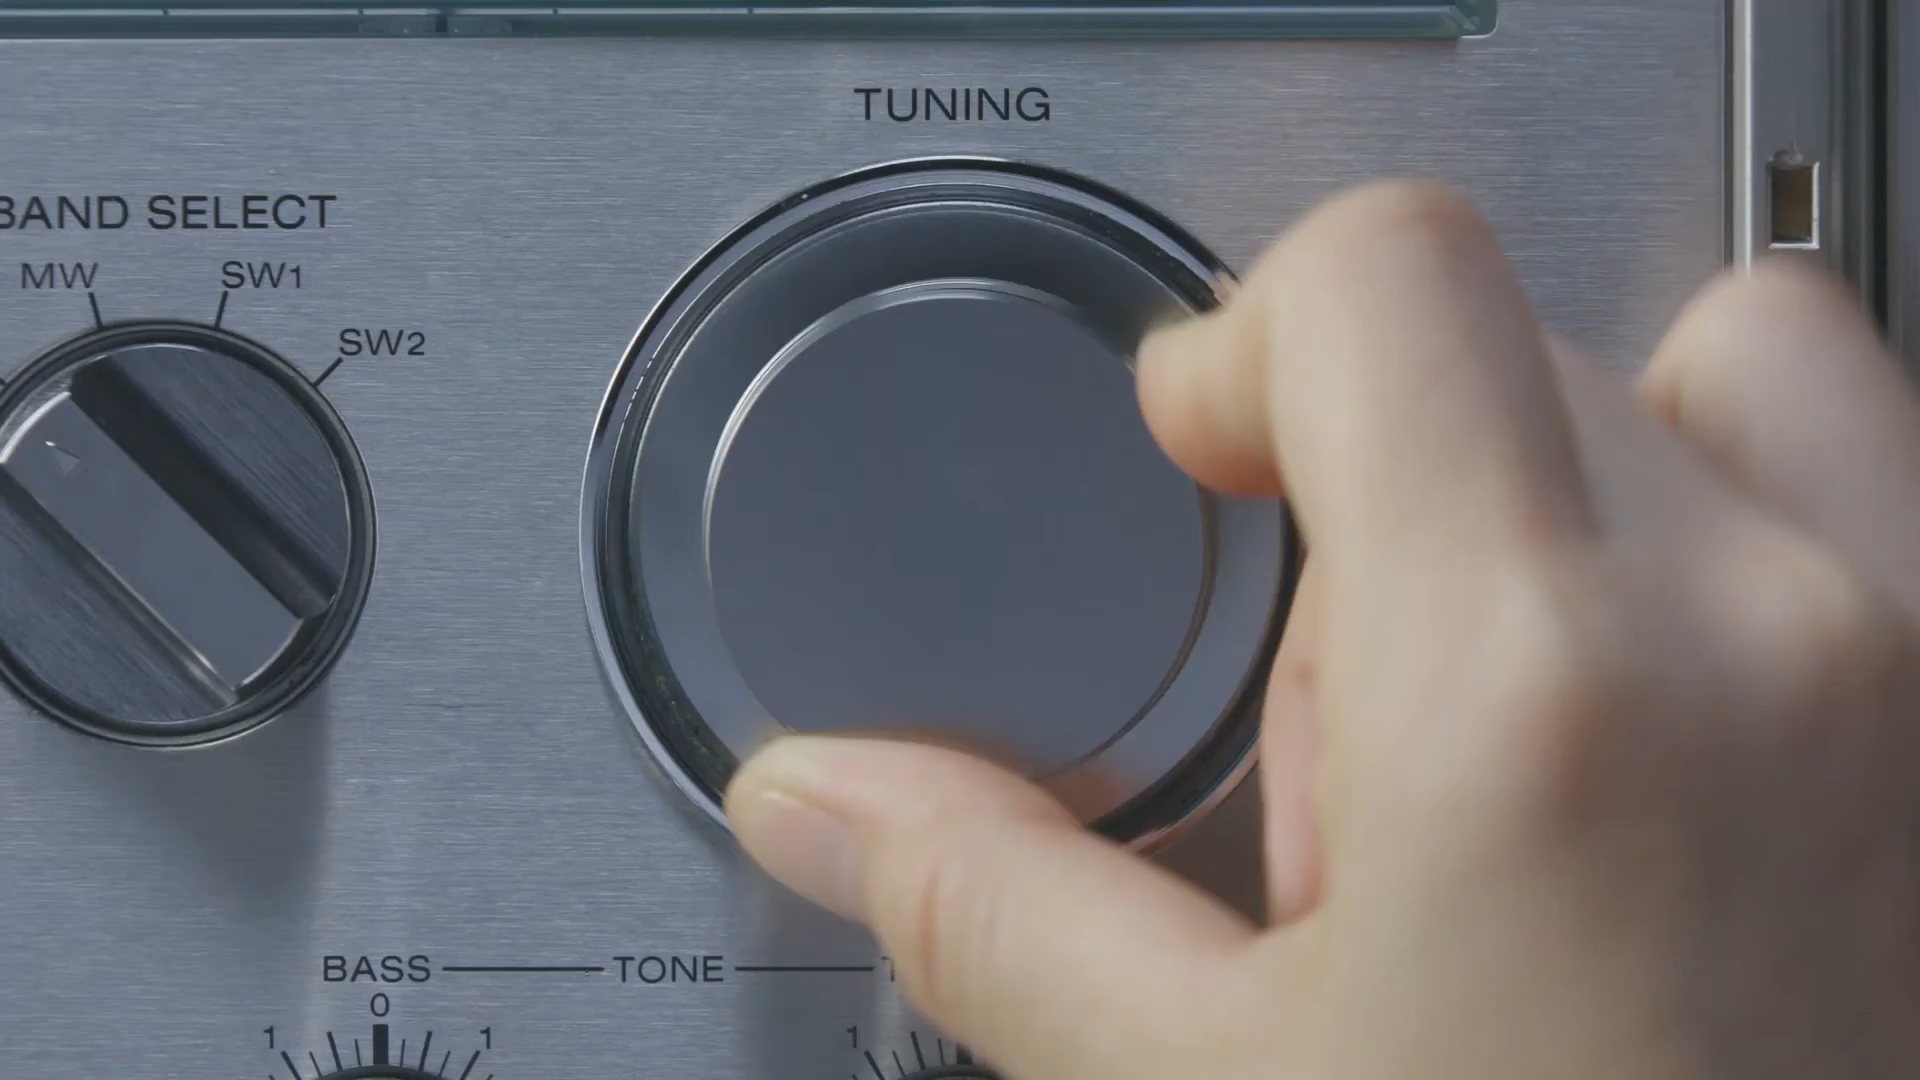 TUNING
BAND SELECT
MW
SW1
SW2
BASS TONE
0
1 1 1